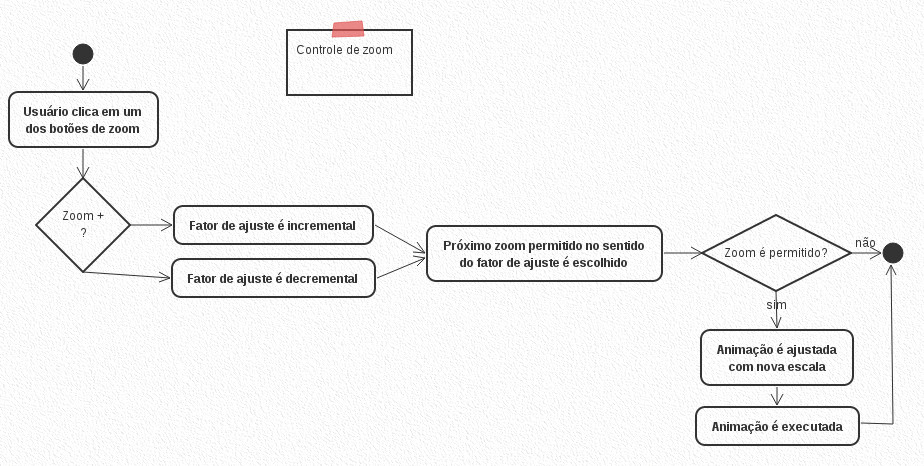 Controle de zoom
Usuário clica em um
dos botões de zoom
Zoom +
?
Fator de ajuste é incremental
Fator de ajuste é decremental
Próximo zoom permitido no sentido
do fator de ajuste é escolhido
Zoom é permitido?
não
sim
Animação é ajustada
com nova escala
Animação é executada